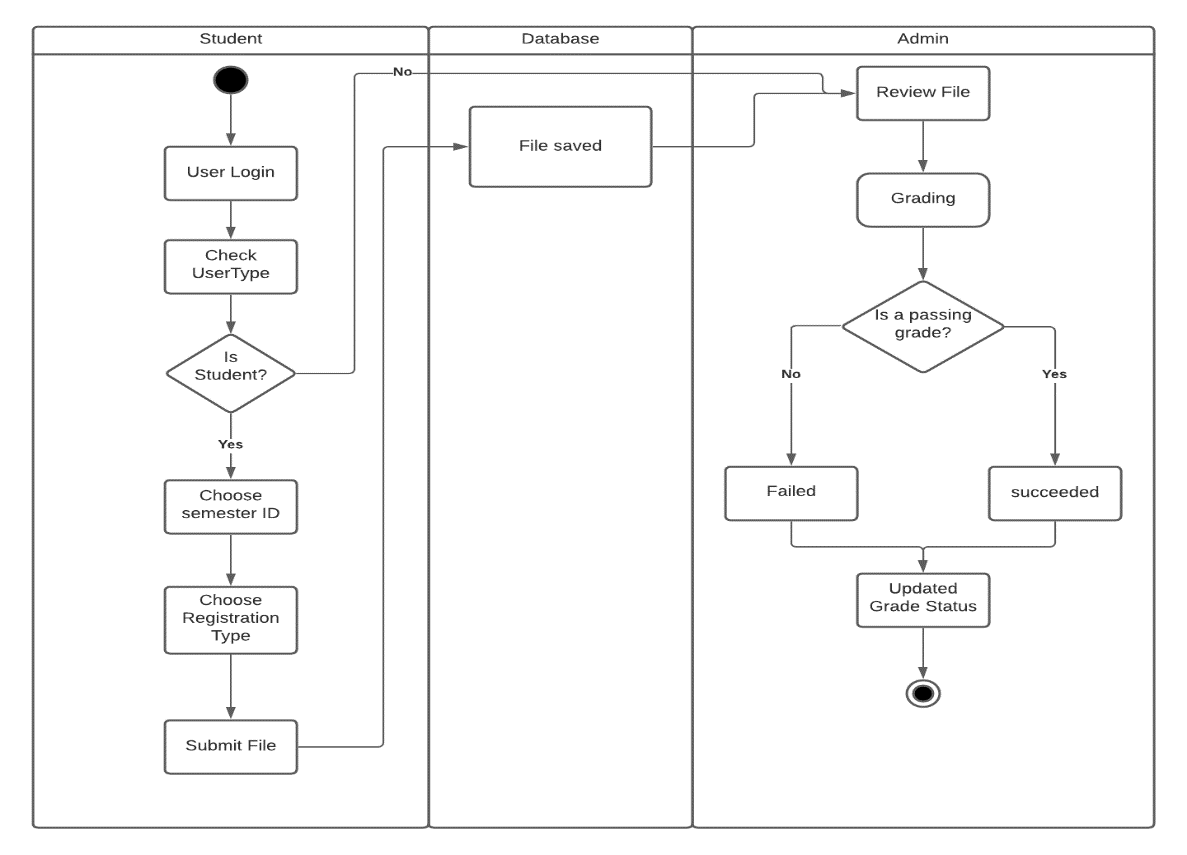 Student
Database
Admin
User Login
Check
UserType
Is
Student?
No
Yes
Choose
semester ID
Choose
Registration
Type
Submit File
File saved
Review File
Grading
Is a passing
grade?
No
Yes
Failed
succeeded
Updated
Grade Status